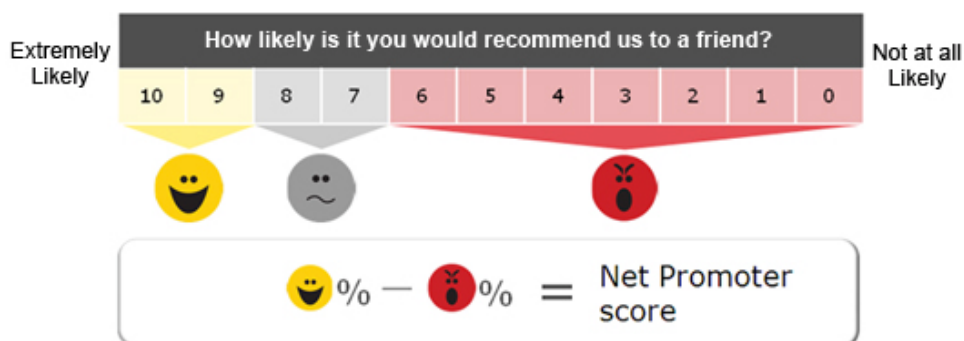 How likely is it you would recommend us to a friend?
Extremely
Likely
Not at all
Likely
10 9 8 7 6 5 4 3 2 1 0
% — % = Net Promoter
score